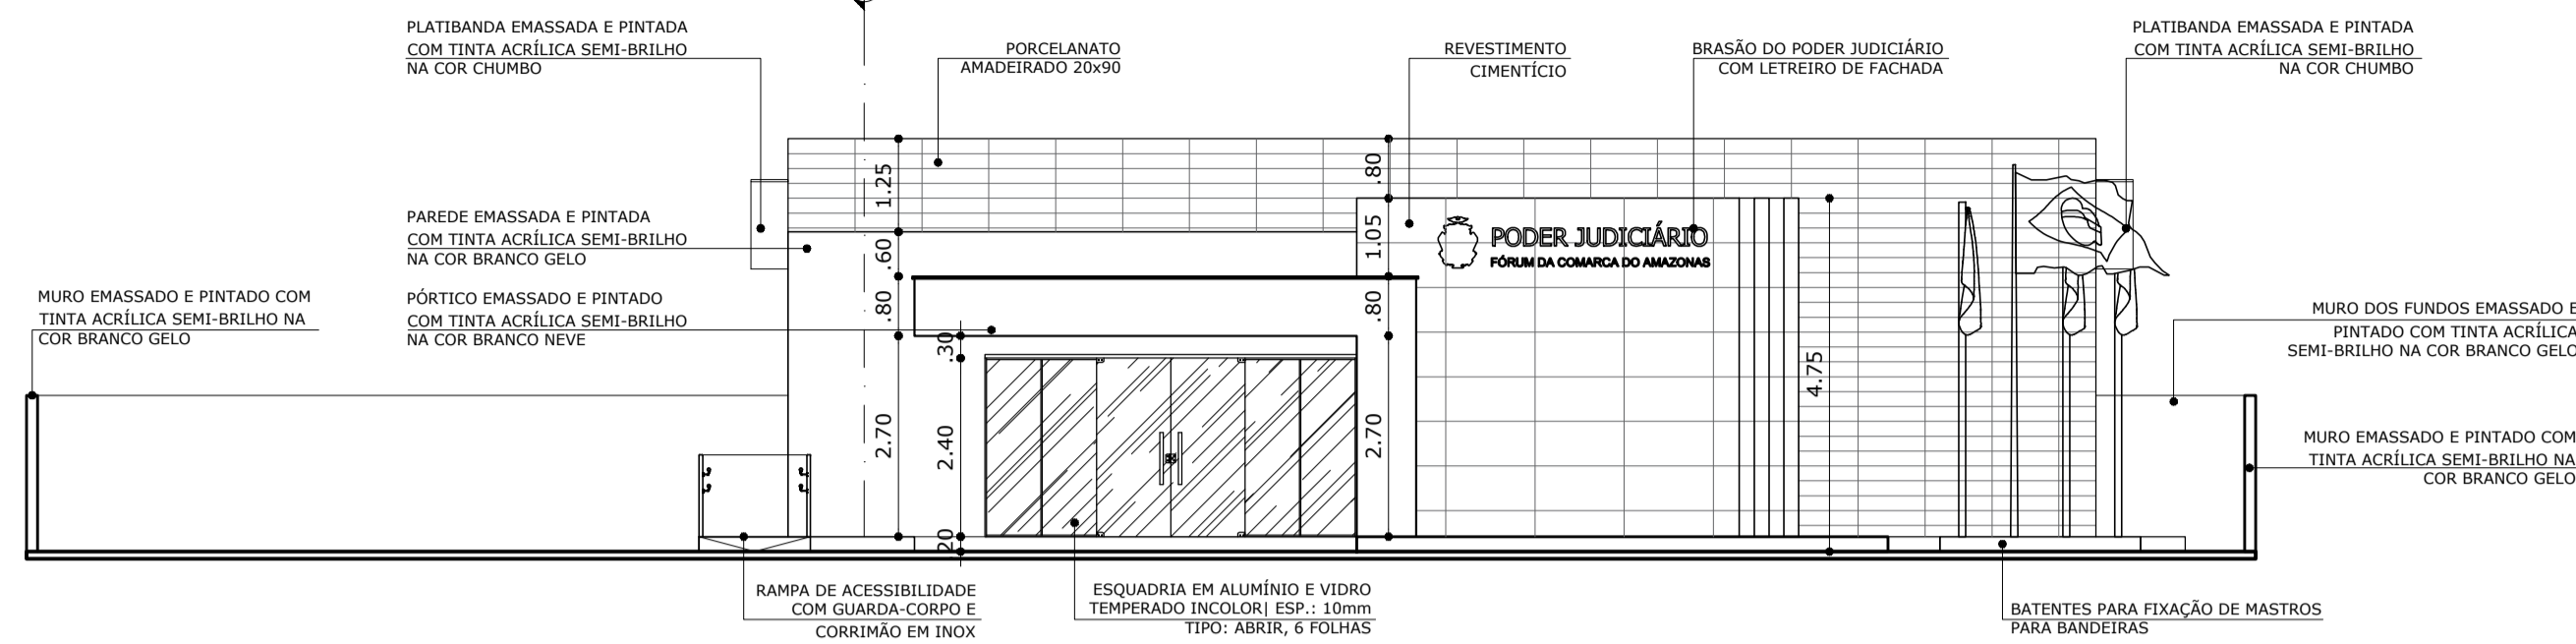 PLATIBANDA EMASSADA E PINTADA
COM TINTA ACRÍLICA SEMI-BRILHO
NA COR CHUMBO
PORCELANATO
AMADEIRADO 20x90
REVESTIMENTO
CIMENTÍCIO
BRASÃO DO PODER JUDICIÁRIO
COM LETREIRO DE FACHADA
PLATIBANDA EMASSADA E PINTADA
COM TINTA ACRÍLICA SEMI-BRILHO
NA COR CHUMBO
PAREDE EMASSADA E PINTADA
COM TINTA ACRÍLICA SEMI-BRILHO
NA COR BRANCO GELO
MURO EMASSADO E PINTADO COM
TINTA ACRÍLICA SEMI-BRILHO NA
COR BRANCO GELO
PÓRTICO EMASSADO E PINTADO
COM TINTA ACRÍLICA SEMI-BRILHO
NA COR BRANCO NEVE
1.25
.60
.80
2.70
.30
2.40
.20
.80
1.05
.80
2.70
PODER JUDICIÁRIO
FÓRUM DA COMARCA DO AMAZONAS
4.75
MURO DOS FUNDOS EMASSADO E
PINTADO COM TINTA ACRÍLICA
SEMI-BRILHO NA COR BRANCO GELO
MURO EMASSADO E PINTADO COM
TINTA ACRÍLICA SEMI-BRILHO NA
COR BRANCO GELO
RAMPA DE ACESSIBILIDADE
COM GUARDA-CORPO E
CORRIMÃO EM INOX
ESQUADRIA EM ALUMÍNIO E VIDRO
TEMPERADO INCOLOR| ESP.: 10mm
TIPO: ABRIR, 6 FOLHAS
BATENTES PARA FIXAÇÃO DE MASTROS
PARA BANDEIRAS